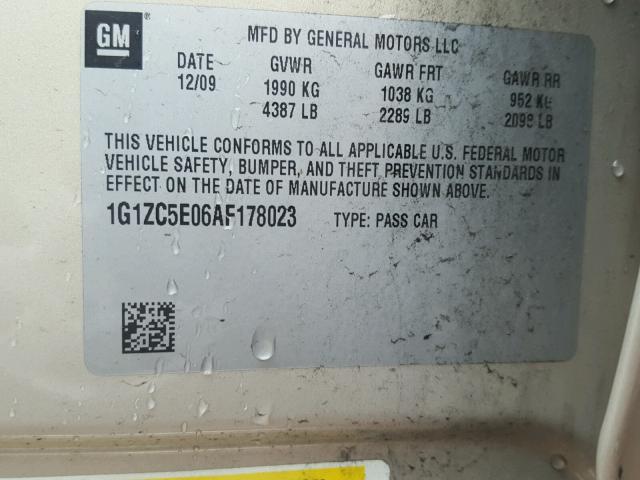 GM
MFD BY GENERAL MOTORS LLC
DATE GVWR GAWR FRT GAWR RR
12/09 1990 KG 1038 KG 952 KG
4387 LB 2289 LB 2098 LB
THIS VEHICLE CONFORMS TO ALL APPLICABLE U.S. FEDERAL MOTOR
VEHICLE SAFETY, BUMPER, AND THEFT PREVENTION STANDARDS IN
EFFECT ON THE DATE OF MANUFACTURE SHOWN ABOVE.
1G1ZC5E06AF178023 TYPE: PASS CAR